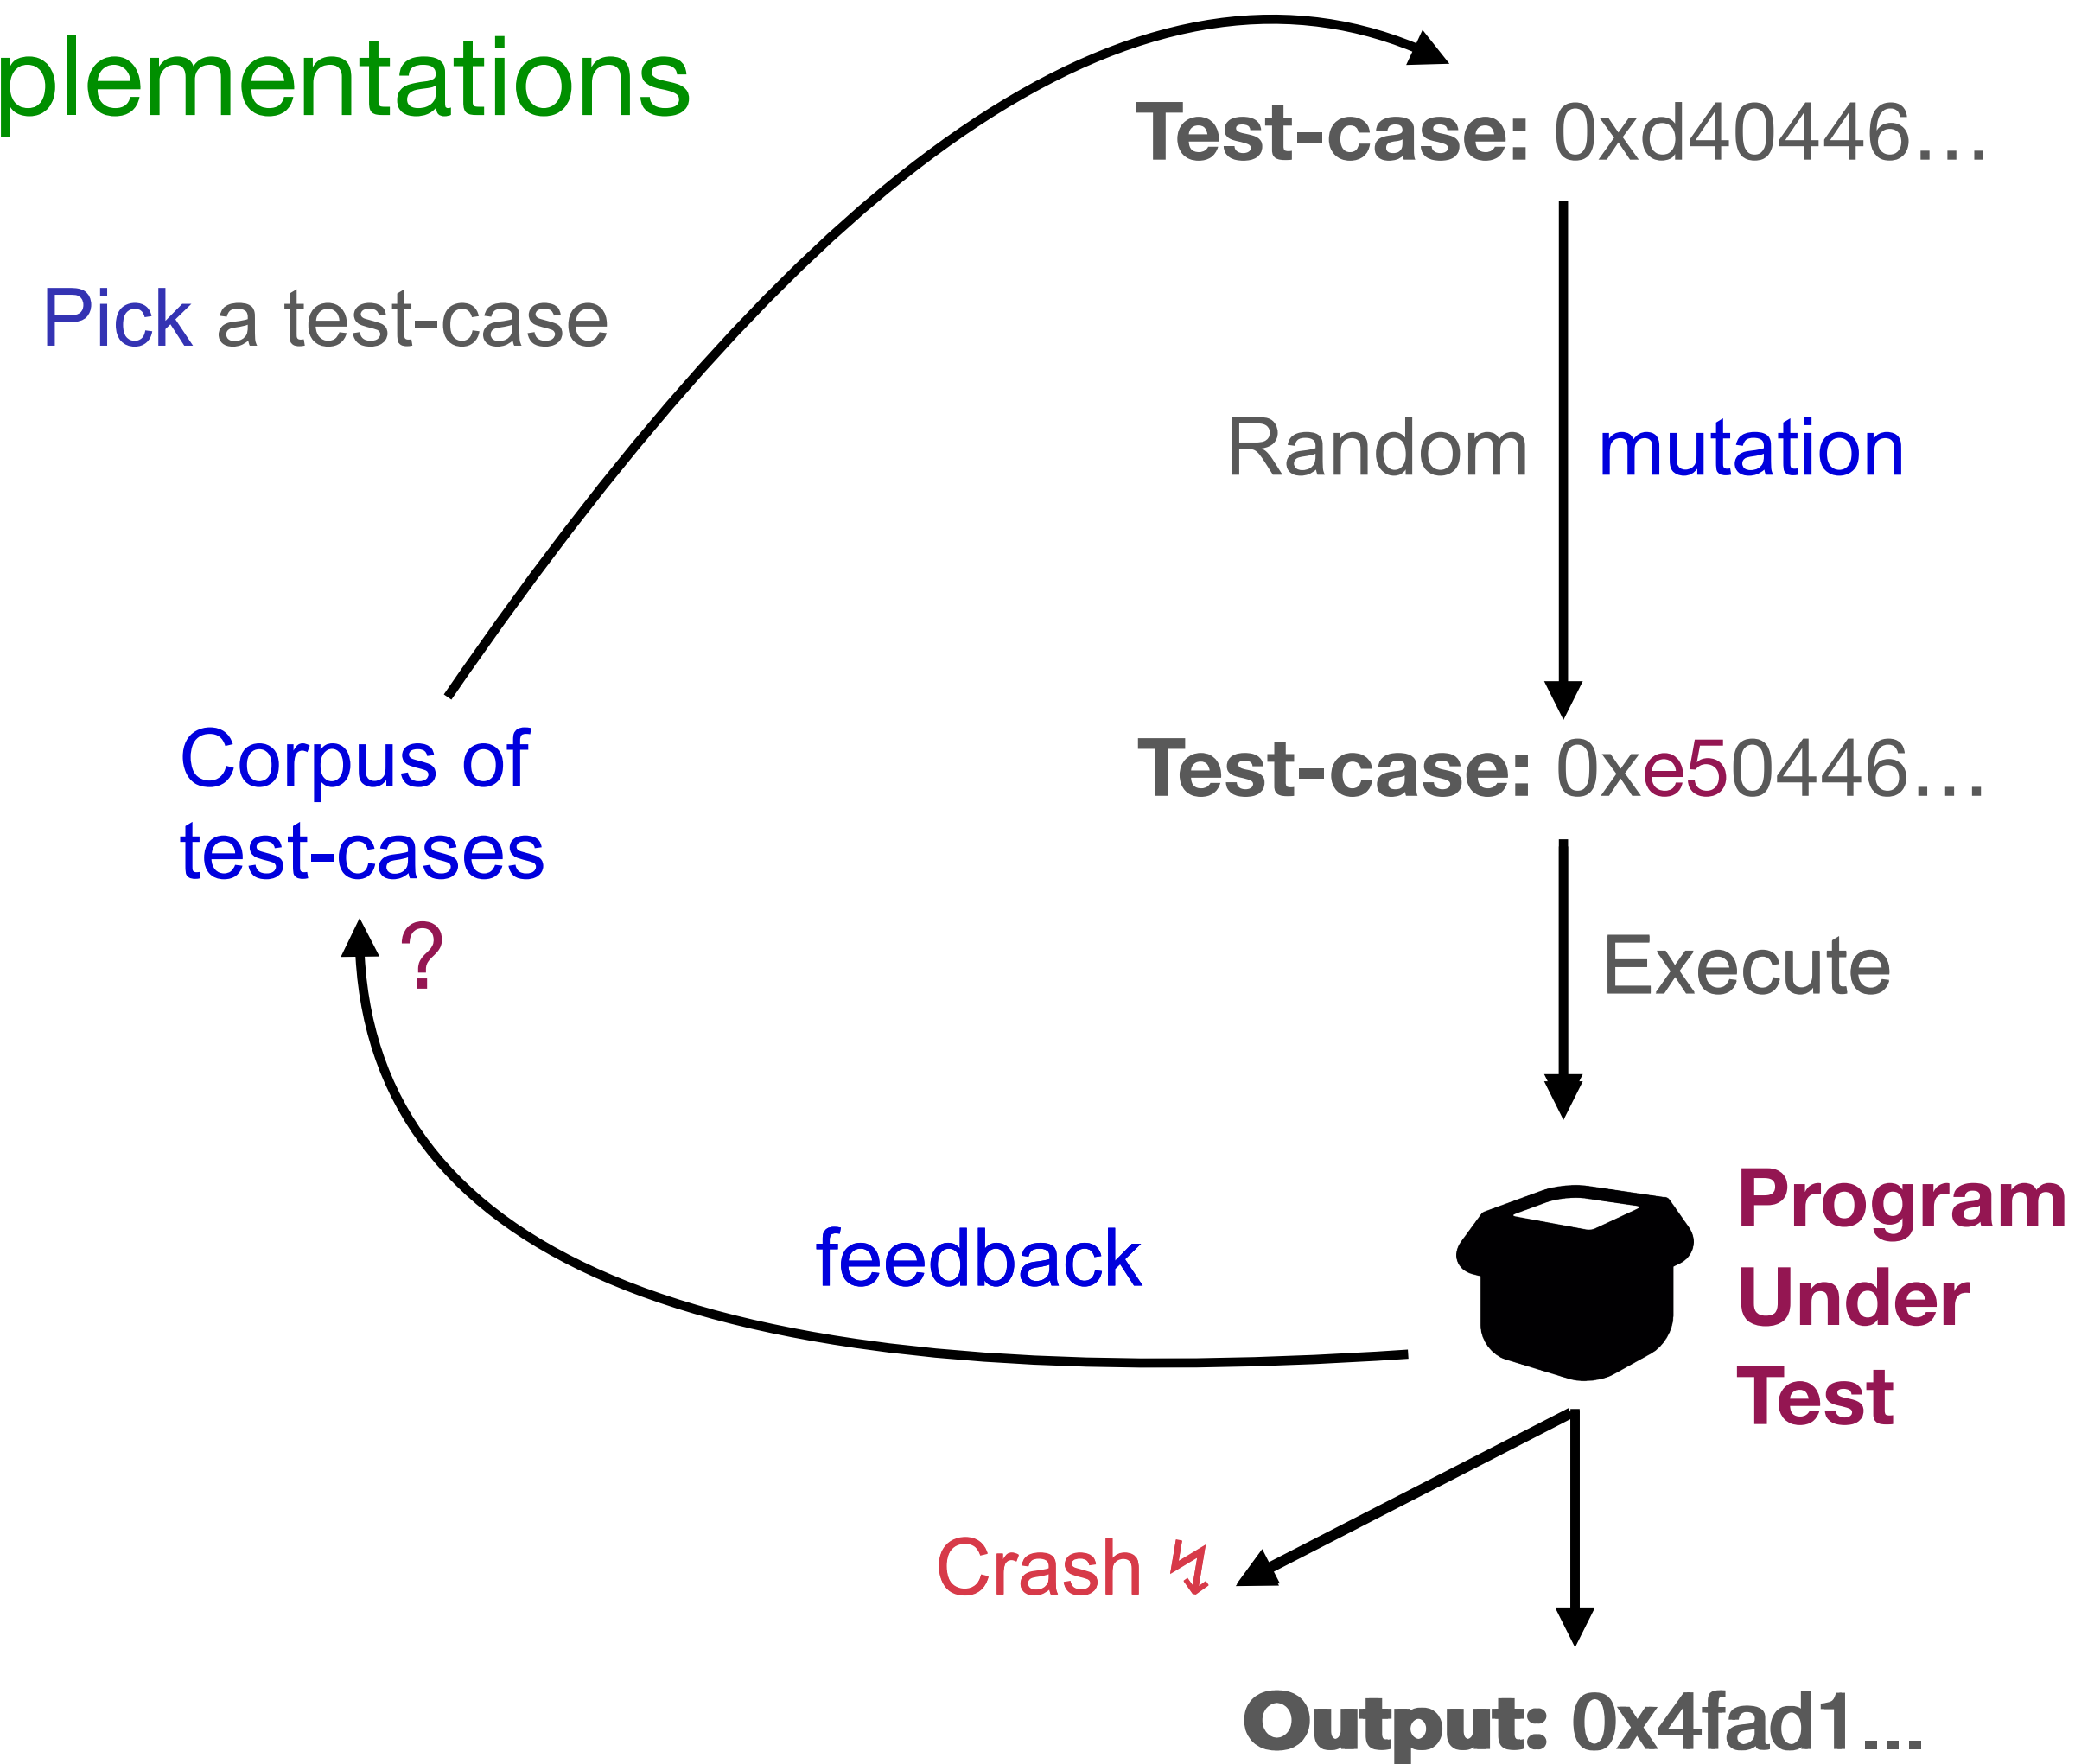 plementations
Test-case: 0xd40446...
Pick a test-case
Random mutation
Corpus of
test-cases
?
Test-case: 0xe50446...
Execute
Program
Under
Test
feedback
Crash ↯
Output: 0x4fad1...